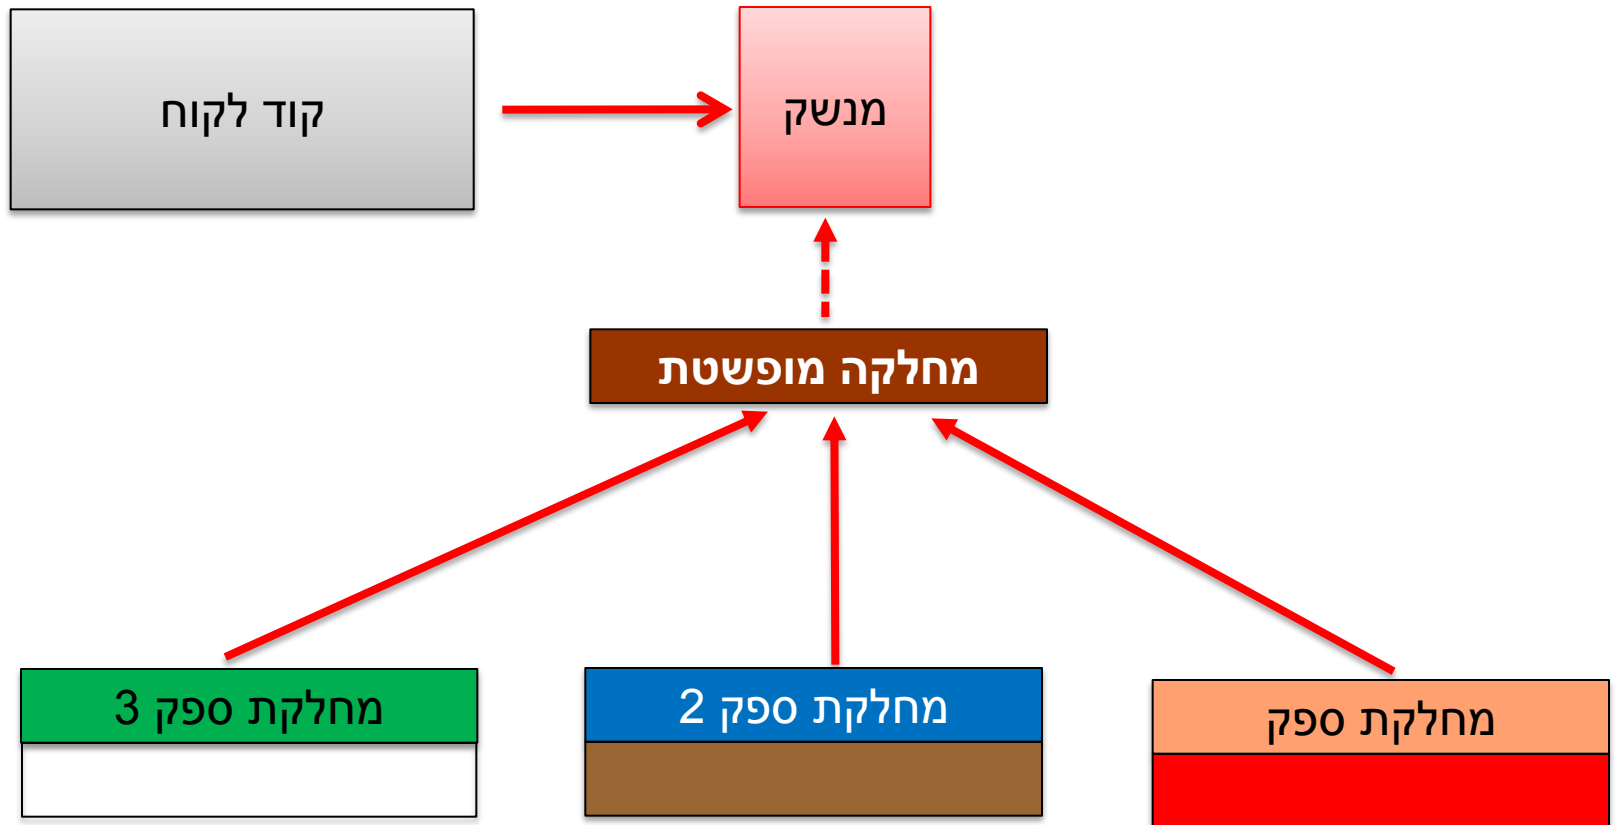 קוד לקוח
מנשק
מחלקה מופשטת
מחלקת ספק
מחלקת ספק 2
מחלקת ספק 3